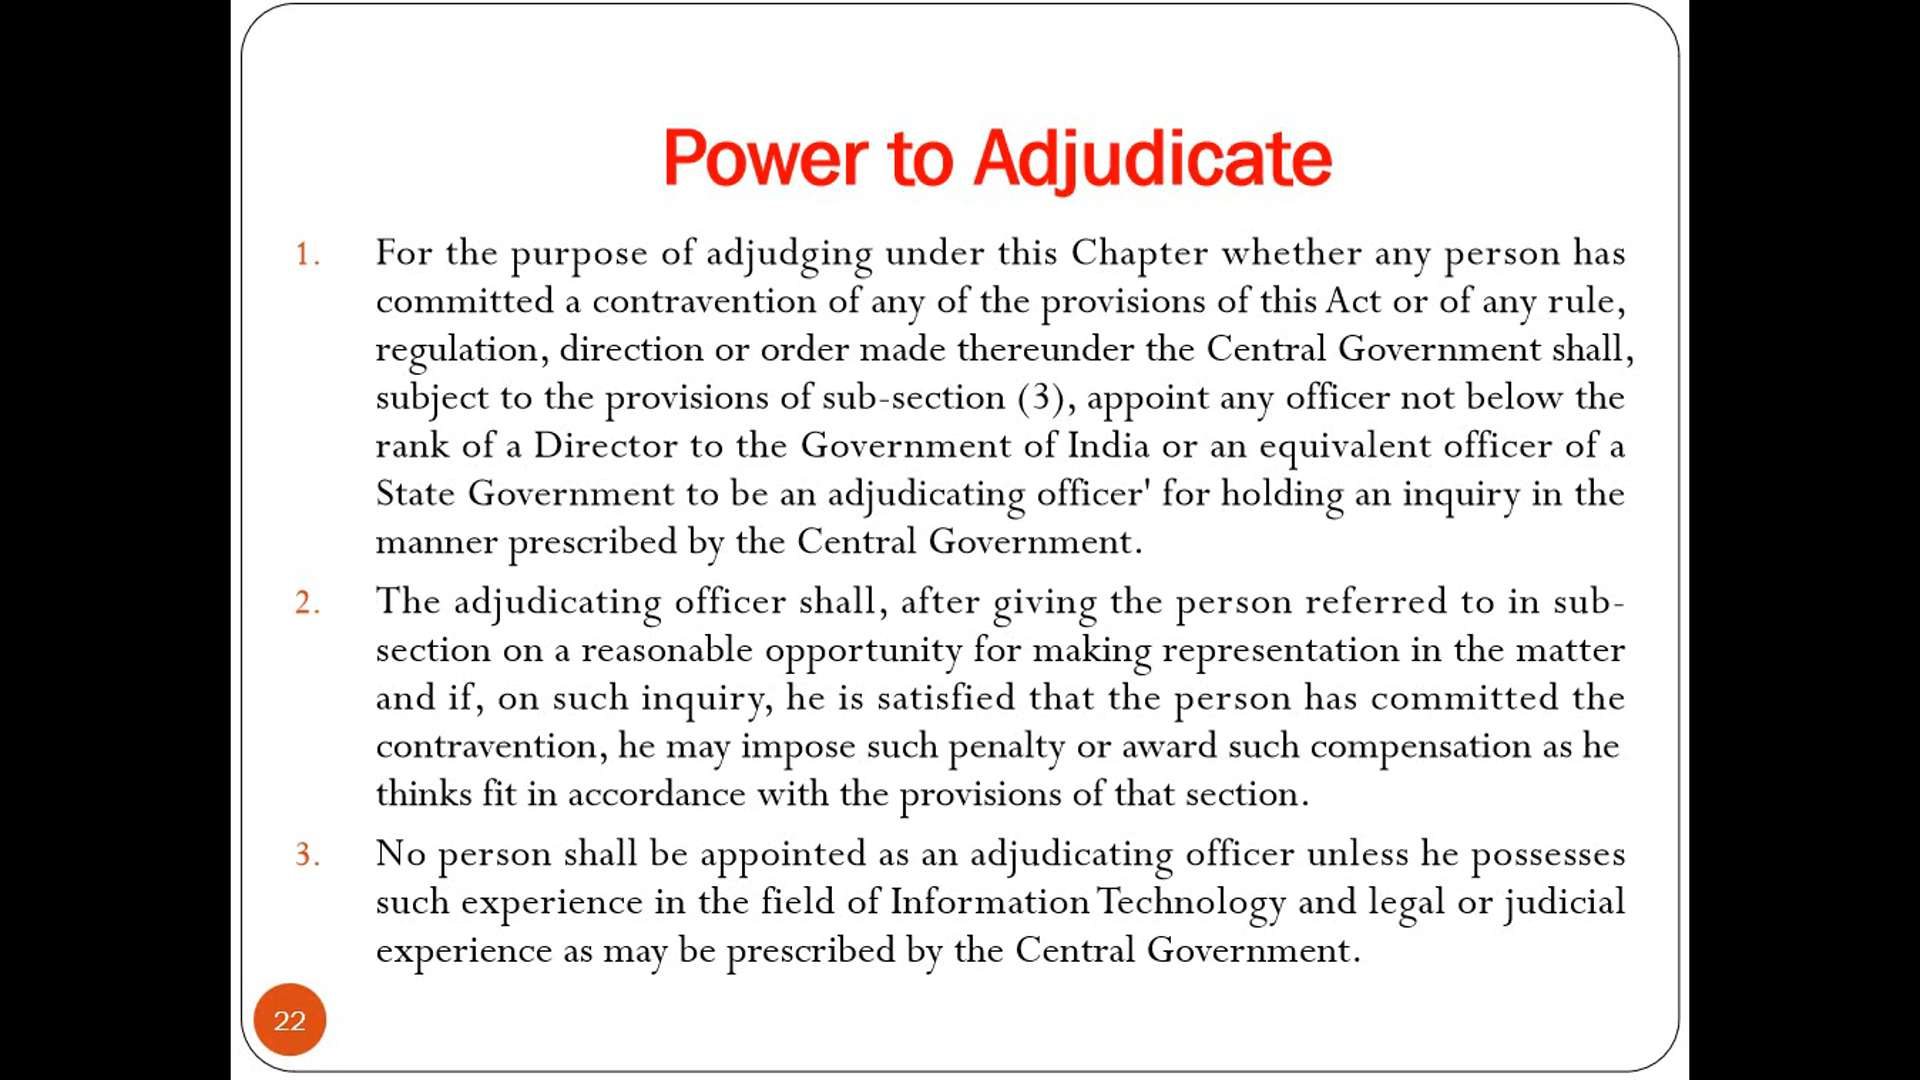 Power to Adjudicate
1. For the purpose of adjudging under this Chapter whether any person has
committed a contravention of any of the provisions of this Act or of any rule,
regulation, direction or order made thereunder the Central Government shall,
subject to the provisions of sub-section (3), appoint any officer not below the
rank of a Director to the Government of India or an equivalent officer of a
State Government to be an adjudicating officer' for holding an inquiry in the
manner prescribed by the Central Government.
2. The adjudicating officer shall, after giving the person referred to in sub-
section on a reasonable opportunity for making representation in the matter
and if, on such inquiry, he is satisfied that the person has committed the
contravention, he may impose such penalty or award such compensation as he
thinks fit in accordance with the provisions of that section.
3. No person shall be appointed as an adjudicating officer unless he possesses
such experience in the field of Information Technology and legal or judicial
experience as may be prescribed by the Central Government.
22